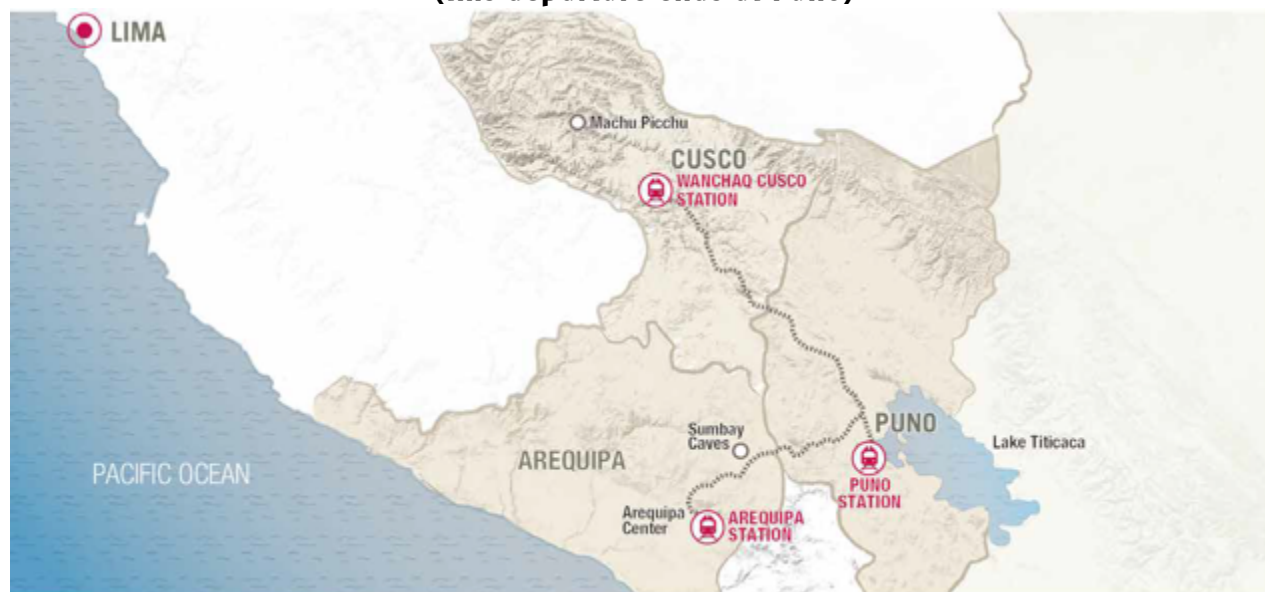 LIMA
Machu Picchu
CUSCO
WANCHAQ CUSCO
STATION
PUNO
Sumbay
Caves
Lake Titicaca
AREQUIPA
PACIFIC OCEAN
PUNO
STATION
Arequipa
Center
AREQUIPA
STATION